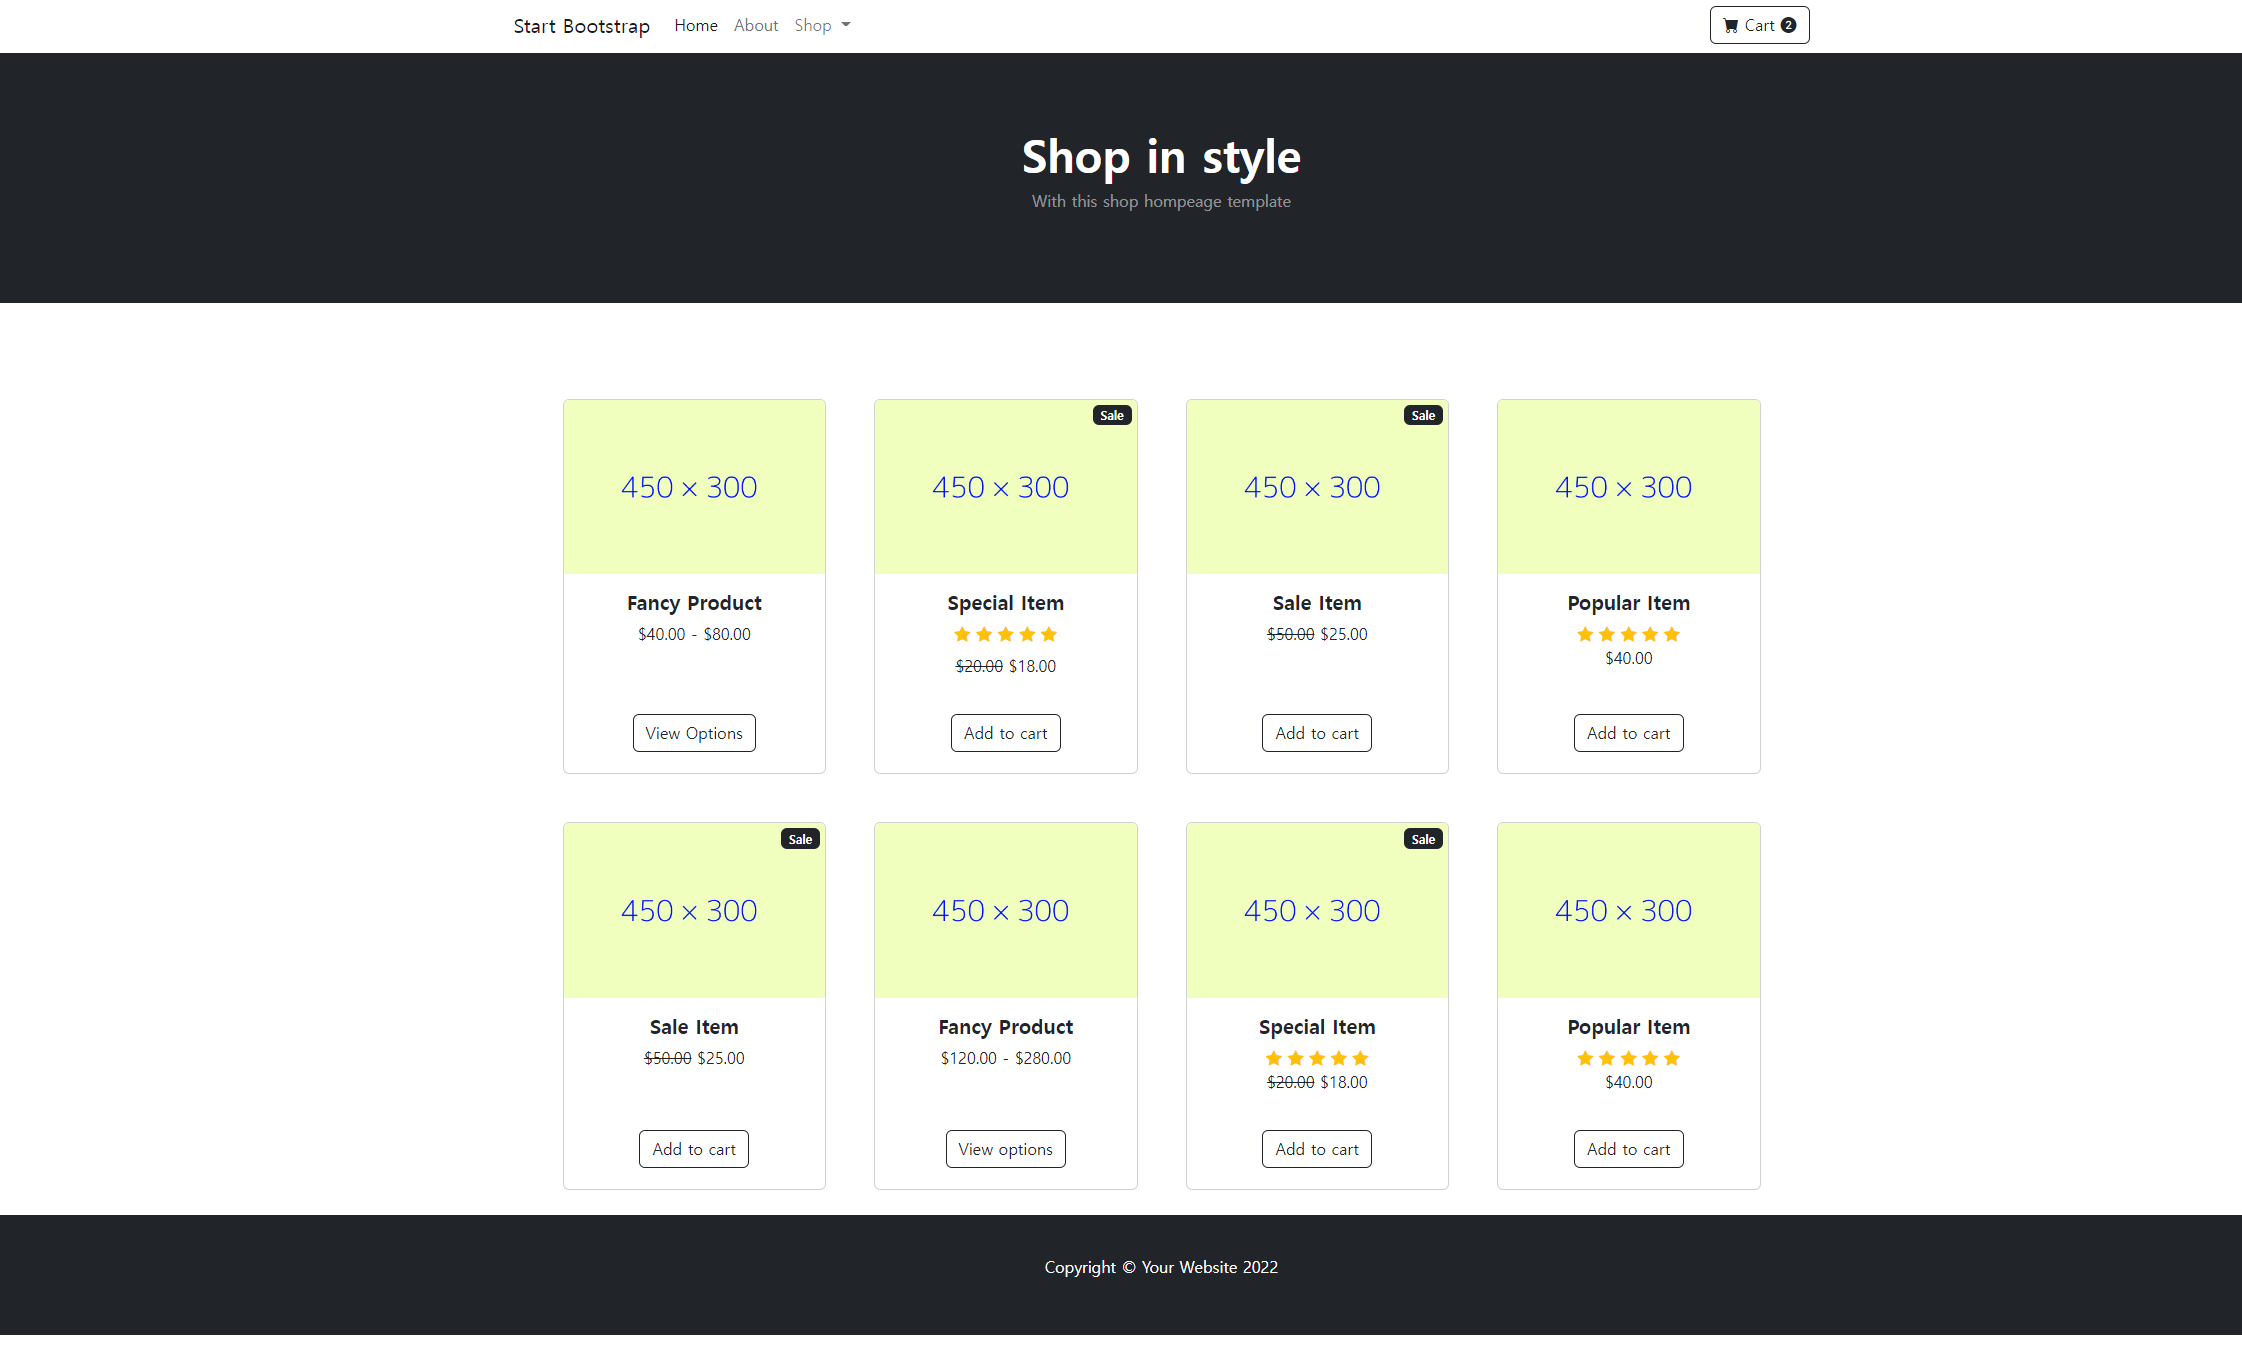 Start Bootstrap Home About Shop Cart 2
Shop in style
With this shop hompeage template
450 × 300
Fancy Product
$40.00 - $80.00
View Options
Sale
450 × 300
Special Item
$20.00 $18.00
Add to cart
Sale
450 × 300
Sale Item
$50.00 $25.00
Add to cart
450 × 300
Popular Item
$40.00
Add to cart
Sale
450 × 300
Sale Item
$50.00 $25.00
Add to cart
450 × 300
Fancy Product
$120.00 - $280.00
View options
Sale
450 × 300
Special Item
$20.00 $18.00
Add to cart
450 × 300
Popular Item
$40.00
Add to cart
Copyright © Your Website 2022